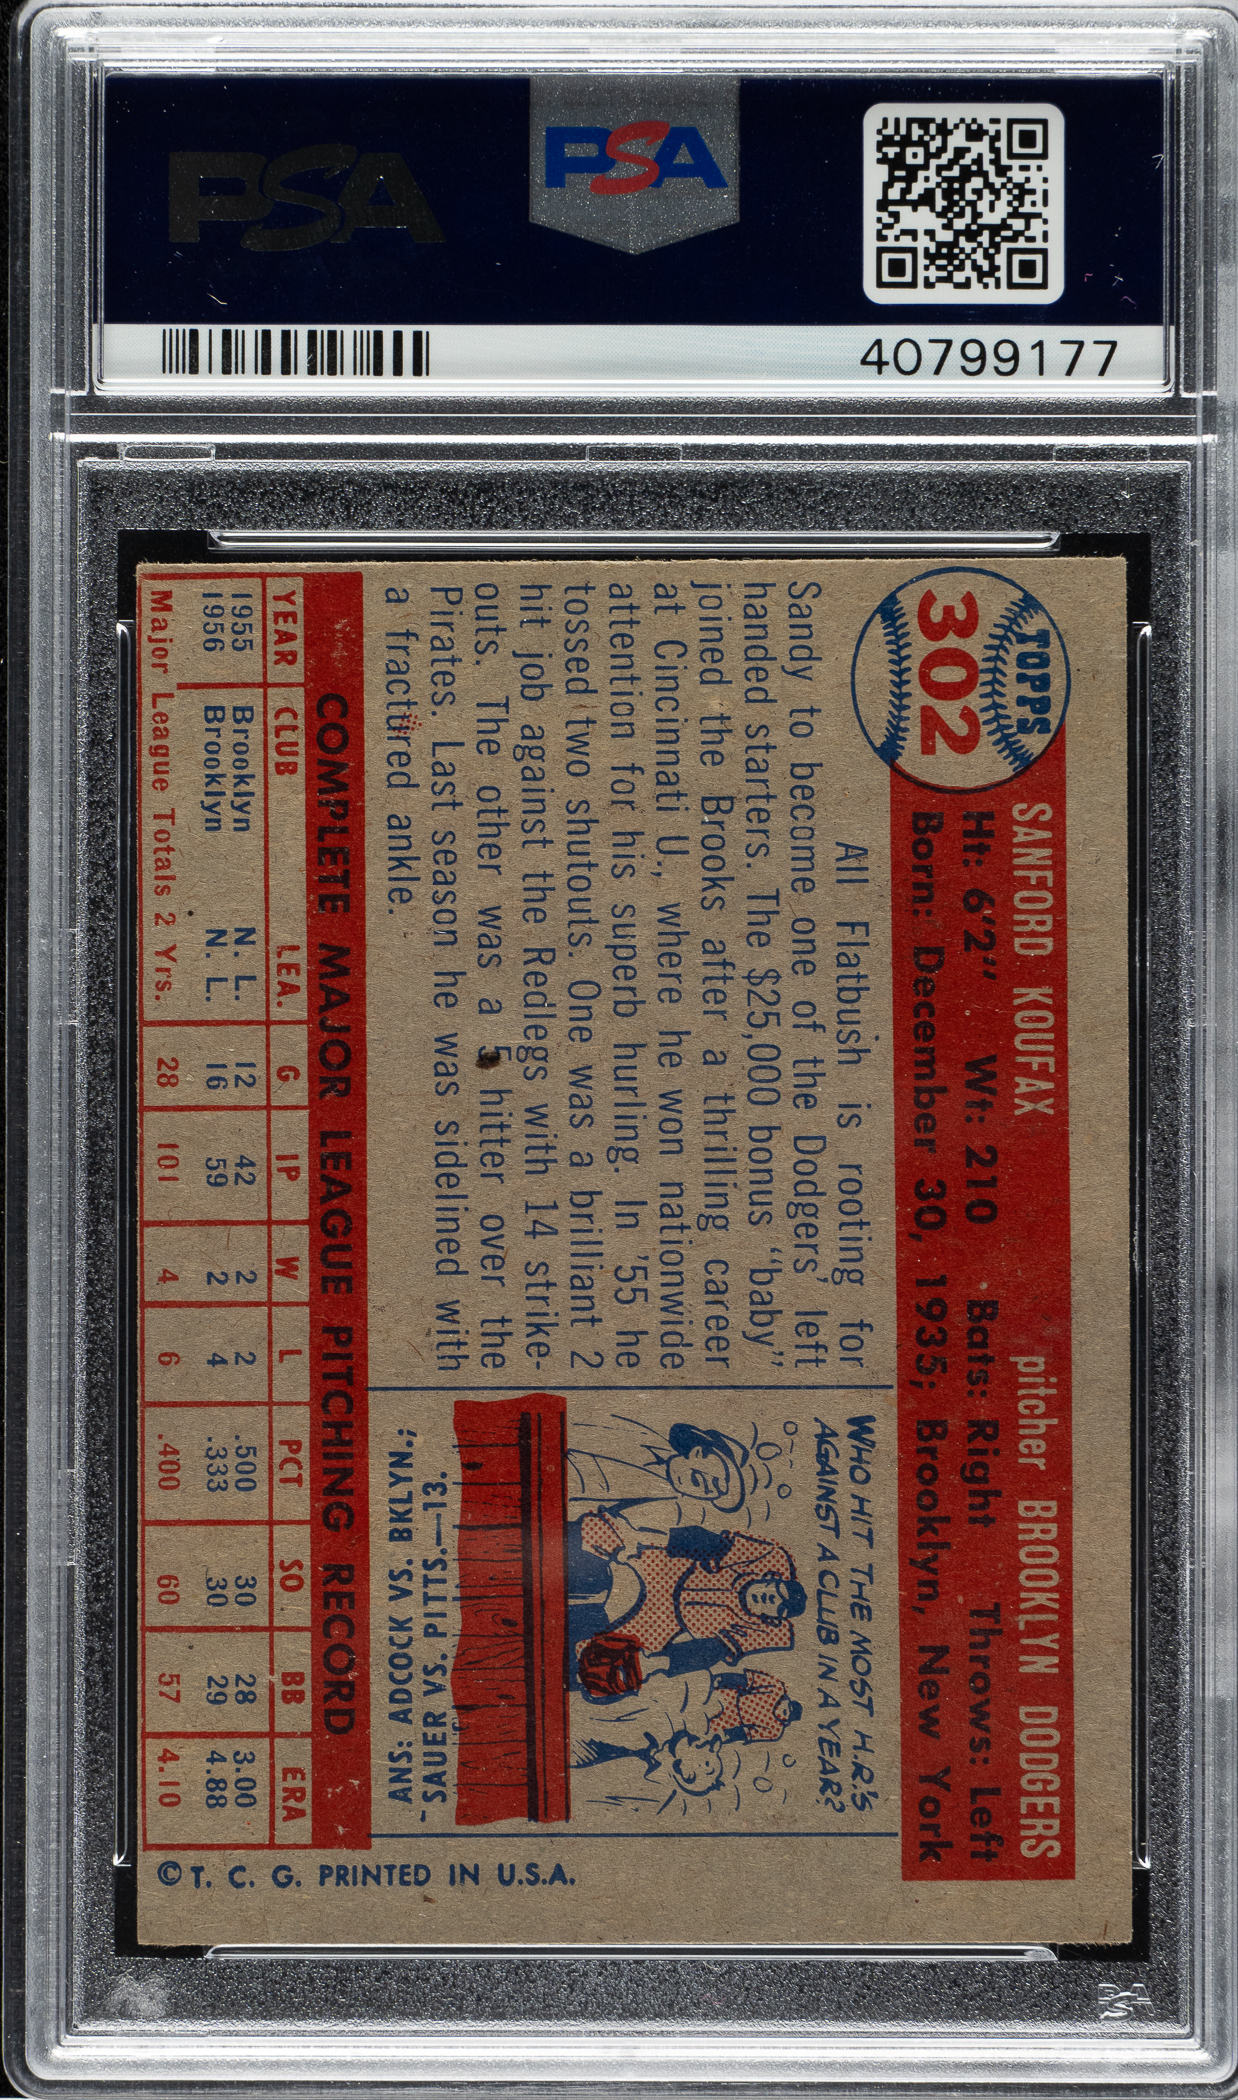 PSA
PSA
40799177
TOPPS
302
SANFORD KOUFAX pitcher BROOKLYN DODGERS
Ht: 6'2" Wt: 210 Bats: Right Throws: Left
Born: December 30, 1935; Brooklyn, New York
All Flatbush is rooting for
Sandy to become one of the Dodgers' left
handed starters. The $25,000 bonus "baby"
joined the Brooks after a thrilling career
at Cincinnati U., where he won nationwide
attention for his superb hurling. In '55 he
tossed two shutouts. One was a brilliant 2
hit job against the Redlegs with 14 strike-
outs. The other was a 5 hitter over the
Pirates. Last season he was sidelined with
a fractured ankle.
WHO HIT THE MOST H.R.'S
AGAINST A CLUB IN A YEAR?
ANS: ADCOCK VS. BKLYN.;
SAUER VS. PITTS.—13.
COMPLETE MAJOR LEAGUE PITCHING RECORD
YEAR CLUB LEA. G IP W L PCT SO BB ERA
1955 Brooklyn N. L. 12 42 2 2 .500 30 28 3.00
1956 Brooklyn N. L. 16 59 2 4 .333 30 29 4.88
Major League Totals 2 Yrs. 28 101 4 6 .400 60 57 4.10
© T. C. G. PRINTED IN U.S.A.
PSA